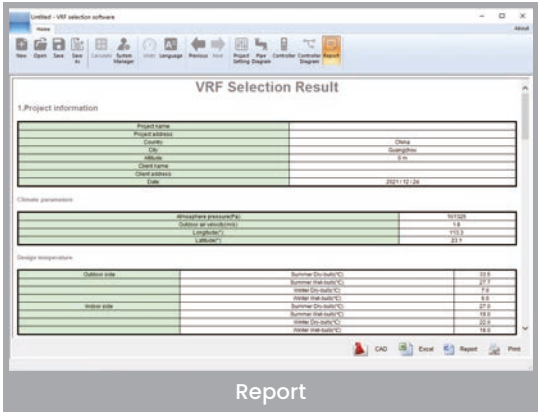 Untitled - VRF selection software
Home
About
New Open Save Save As Calculate System Manager Units Language Previous Next Project Setting Pipe Diagram Controller Controller Diagram Report
VRF Selection Result
1.Project information
Project name
Project address
Country China
City Guangzhou
Altitude 0 m
Client name
Client address
Date 2021 / 12 / 24
Climate parameters
Atmosphere pressure(Pa) 101325
Outdoor air velocity(m/s) 1.8
Longitude(°) 113.3
Latitude(°) 23.1
Design temperature
Outdoor side Summer Dry-bulb(°C) 33.5
Summer Wet-bulb(°C) 27.7
Winter Dry-bulb(°C)
Winter Wet-bulb(°C)
Indoor side Summer Dry-bulb(°C) 27.0
Summer Wet-bulb(°C) 19.0
Winter Dry-bulb(°C)
Winter Wet-bulb(°C)
CAD Excel Report Print
Report